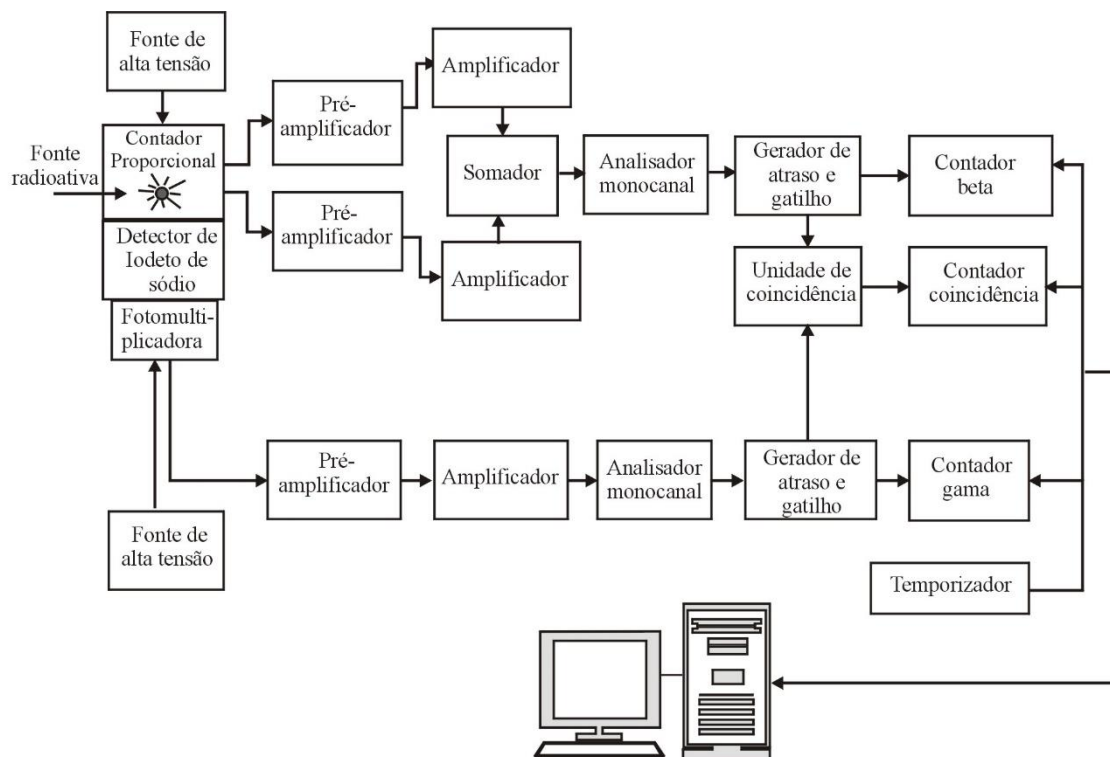 Fonte de
alta tensão
Amplificador
Pré-
amplificador
Fonte
radioativa
Contador
Proporcional
Somador
Analisador
monocanal
Gerador de
atraso e
gatilho
Contador
beta
Pré-
amplificador
Detector de
Iodeto de
sódio
Amplificador
Unidade de
coincidência
Contador
coincidência
Fotomulti-
plicadora
Pré-
amplificador
Amplificador
Analisador
monocanal
Gerador de
atraso e
gatilho
Contador
gama
Fonte de
alta tensão
Temporizador